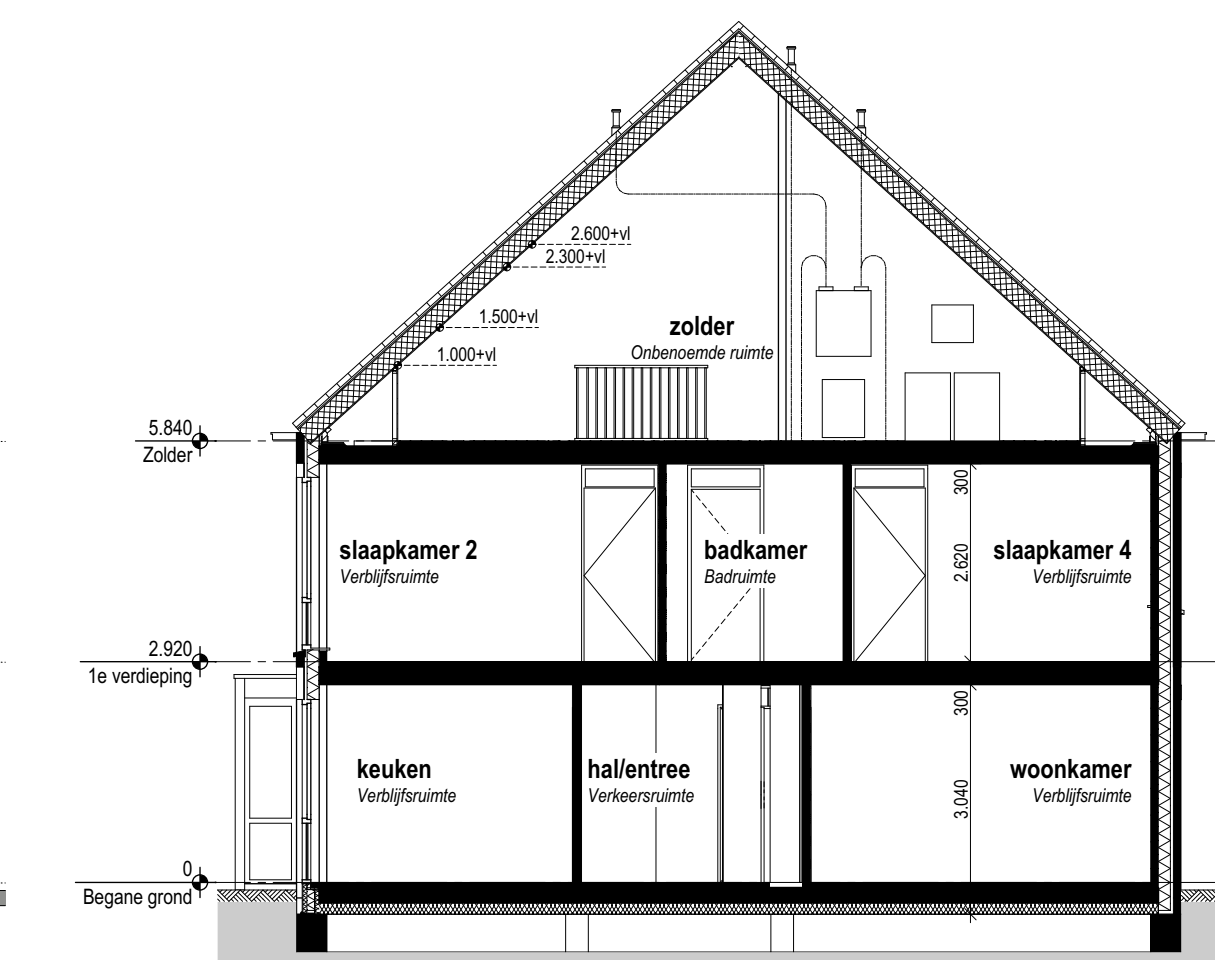 2.600+vl
2.300+vl
1.500+vl
1.000+vl
zolder
Onbenoemde ruimte
5.840
Zolder
300
slaapkamer 2
Verblijfsruimte
badkamer
Badruimte
2.620
slaapkamer 4
Verblijfsruimte
2.920
1e verdieping
300
keuken
Verblijfsruimte
hal/entree
Verkeersruimte
3.040
woonkamer
Verblijfsruimte
0
Begane grond